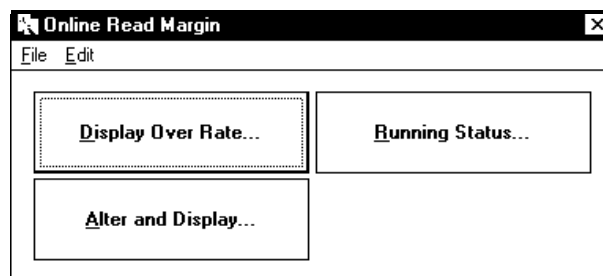 Online Read Margin
File Edit
Display Over Rate... Running Status...
Alter and Display...